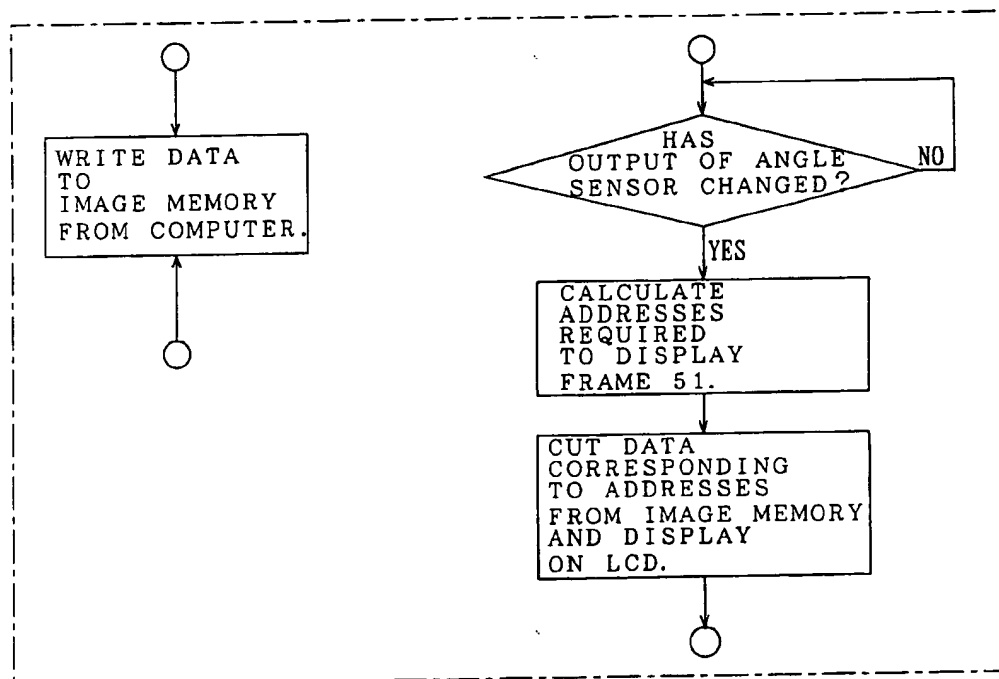 WRITE DATA
TO
IMAGE MEMORY
FROM COMPUTER.
HAS
OUTPUT OF ANGLE
SENSOR CHANGED?
NO
YES
CALCULATE
ADDRESSES
REQUIRED
TO DISPLAY
FRAME 51.
CUT DATA
CORRESPONDING
TO ADDRESSES
FROM IMAGE MEMORY
AND DISPLAY
ON LCD.